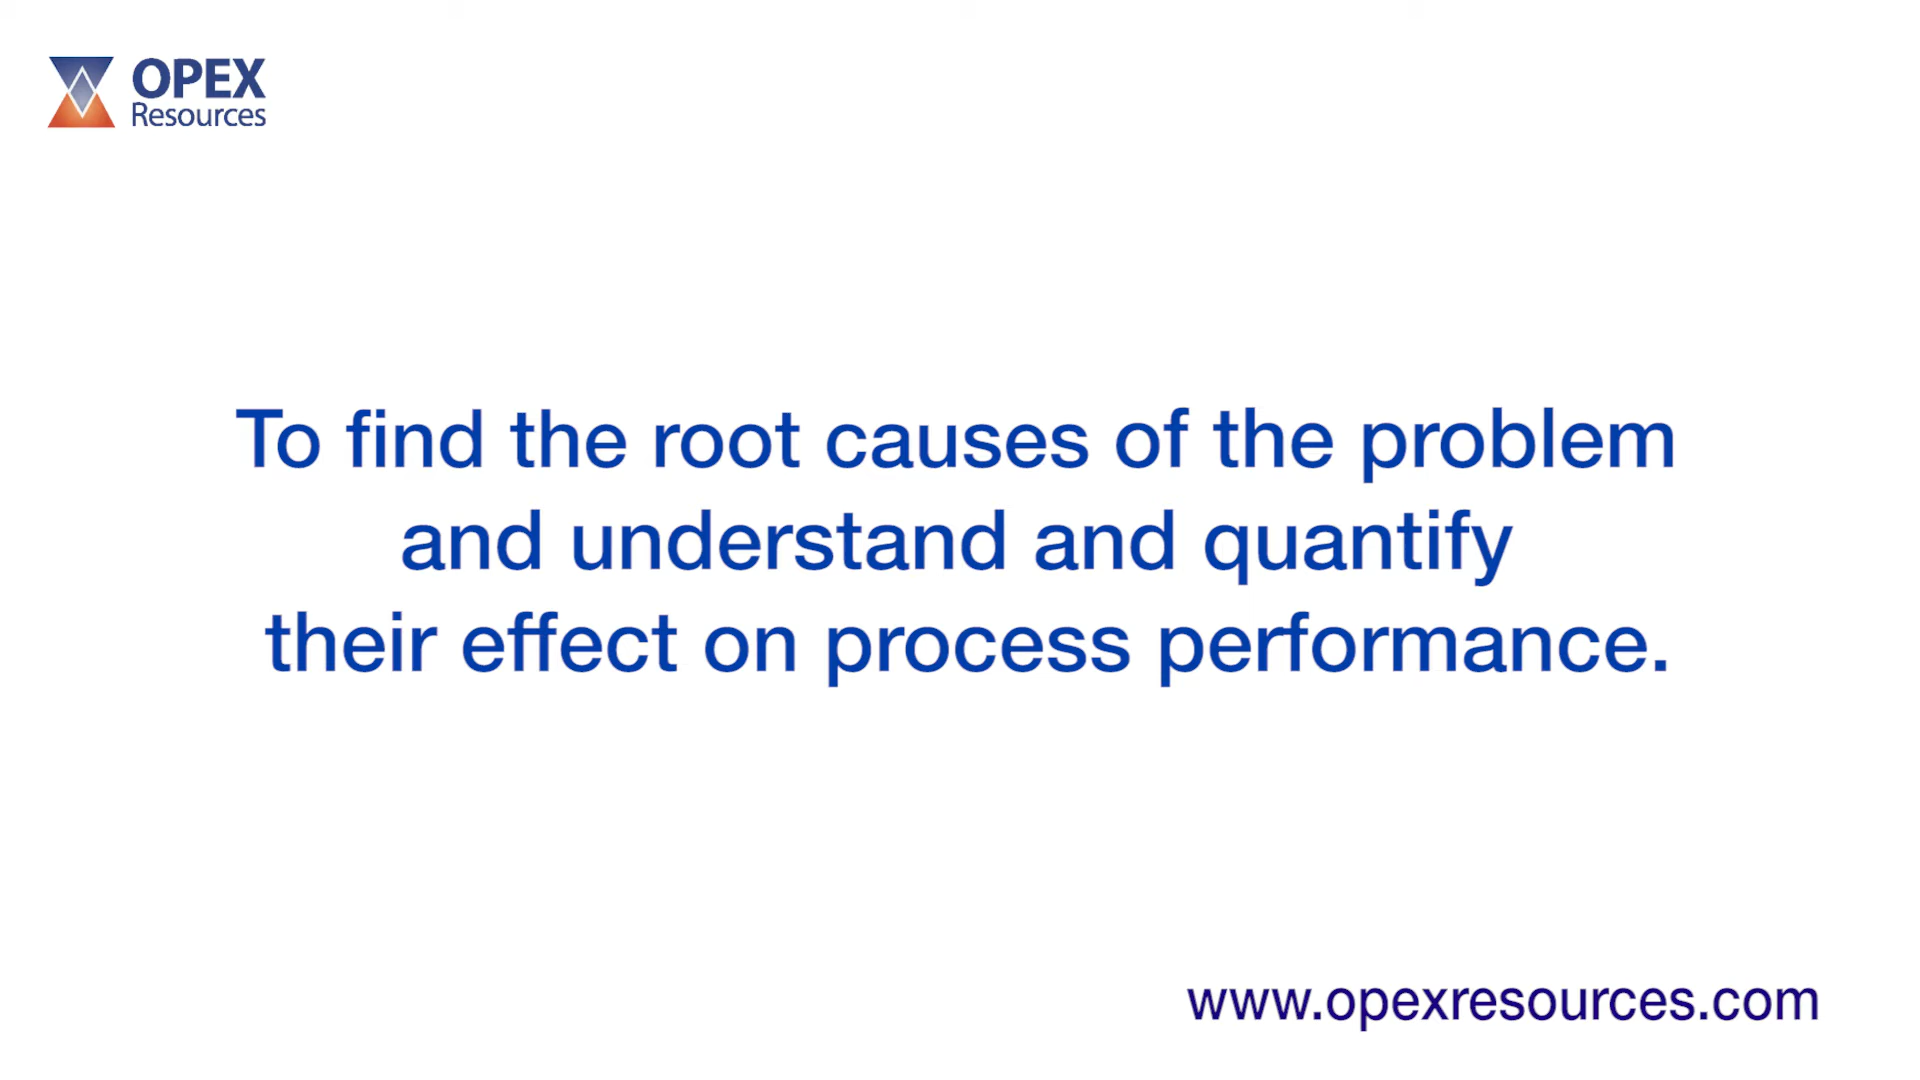 OPEX
Resources
To find the root causes of the problem
and understand and quantify
their effect on process performance.
www.opexresources.com